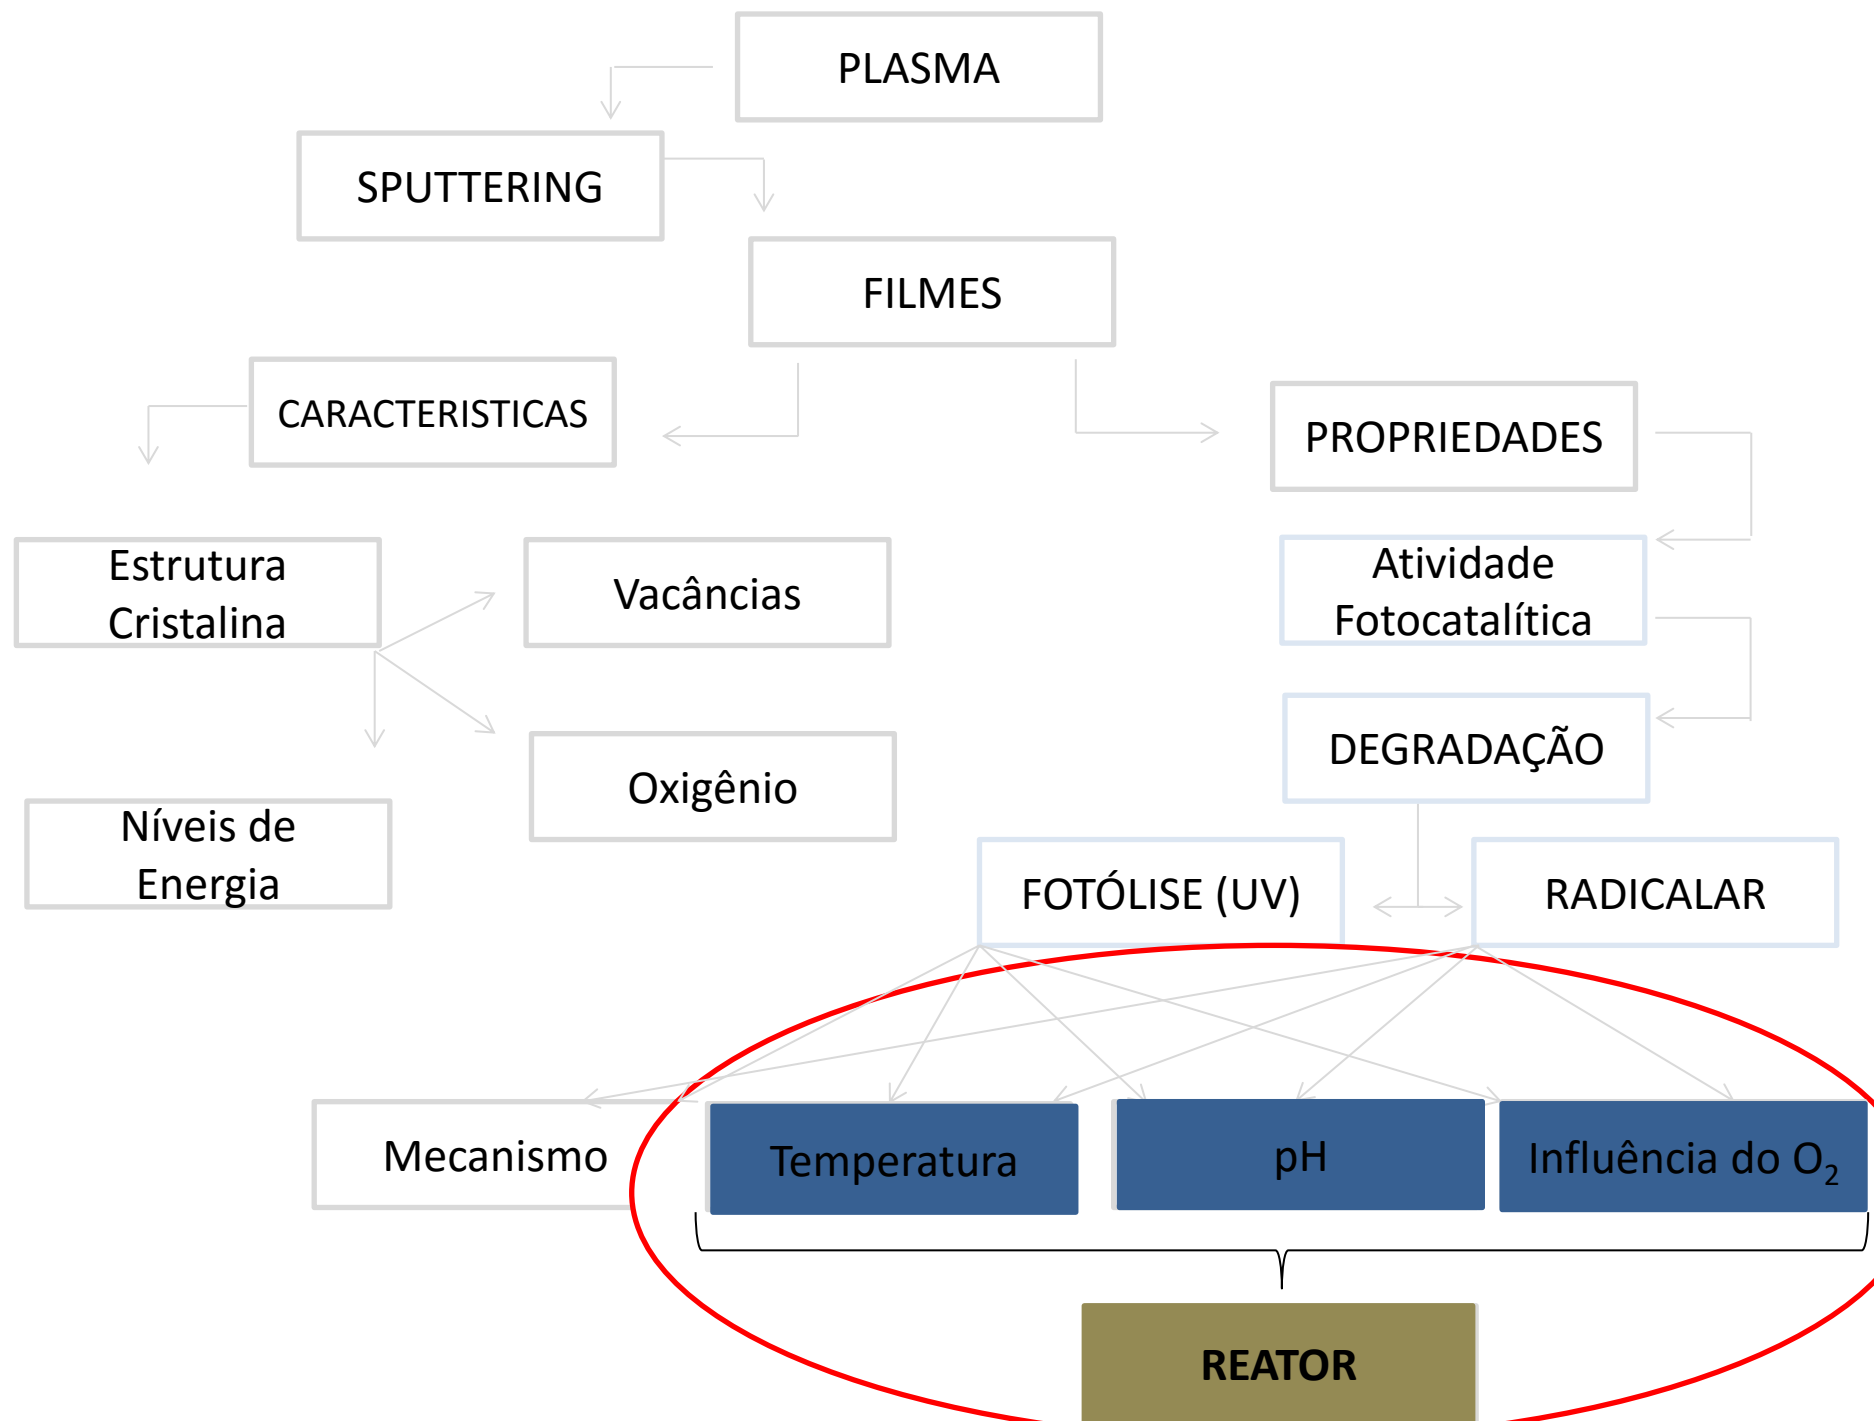 PLASMA
SPUTTERING
FILMES
CARACTERISTICAS
PROPRIEDADES
Estrutura
Cristalina
Vacâncias
Atividade
Fotocatalítica
DEGRADAÇÃO
Oxigênio
Níveis de
Energia
FOTÓLISE (UV)
RADICALAR
Mecanismo
Temperatura
pH
Influência do O₂
REATOR